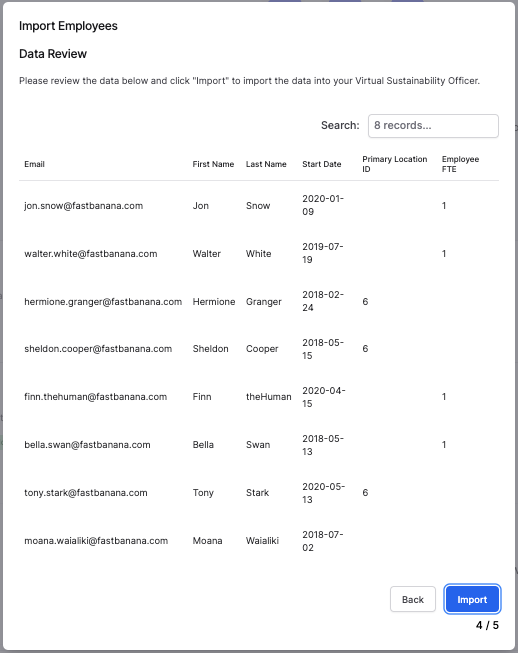 Import Employees
Data Review
Please review the data below and click "Import" to import the data into your Virtual Sustainability Officer.
Search: 8 records...
Email First Name Last Name Start Date Primary Location ID Employee FTE
jon.snow@fastbanana.com Jon Snow 2020-01-09 1
walter.white@fastbanana.com Walter White 2019-07-19 1
hermione.granger@fastbanana.com Hermione Granger 2018-02-24 6
sheldon.cooper@fastbanana.com Sheldon Cooper 2018-05-15 6
finn.thehuman@fastbanana.com Finn theHuman 2020-04-15 1
bella.swan@fastbanana.com Bella Swan 2018-05-13 1
tony.stark@fastbanana.com Tony Stark 2020-05-13 6
moana.waialiki@fastbanana.com Moana Waialiki 2018-07-02
Back Import
4 / 5